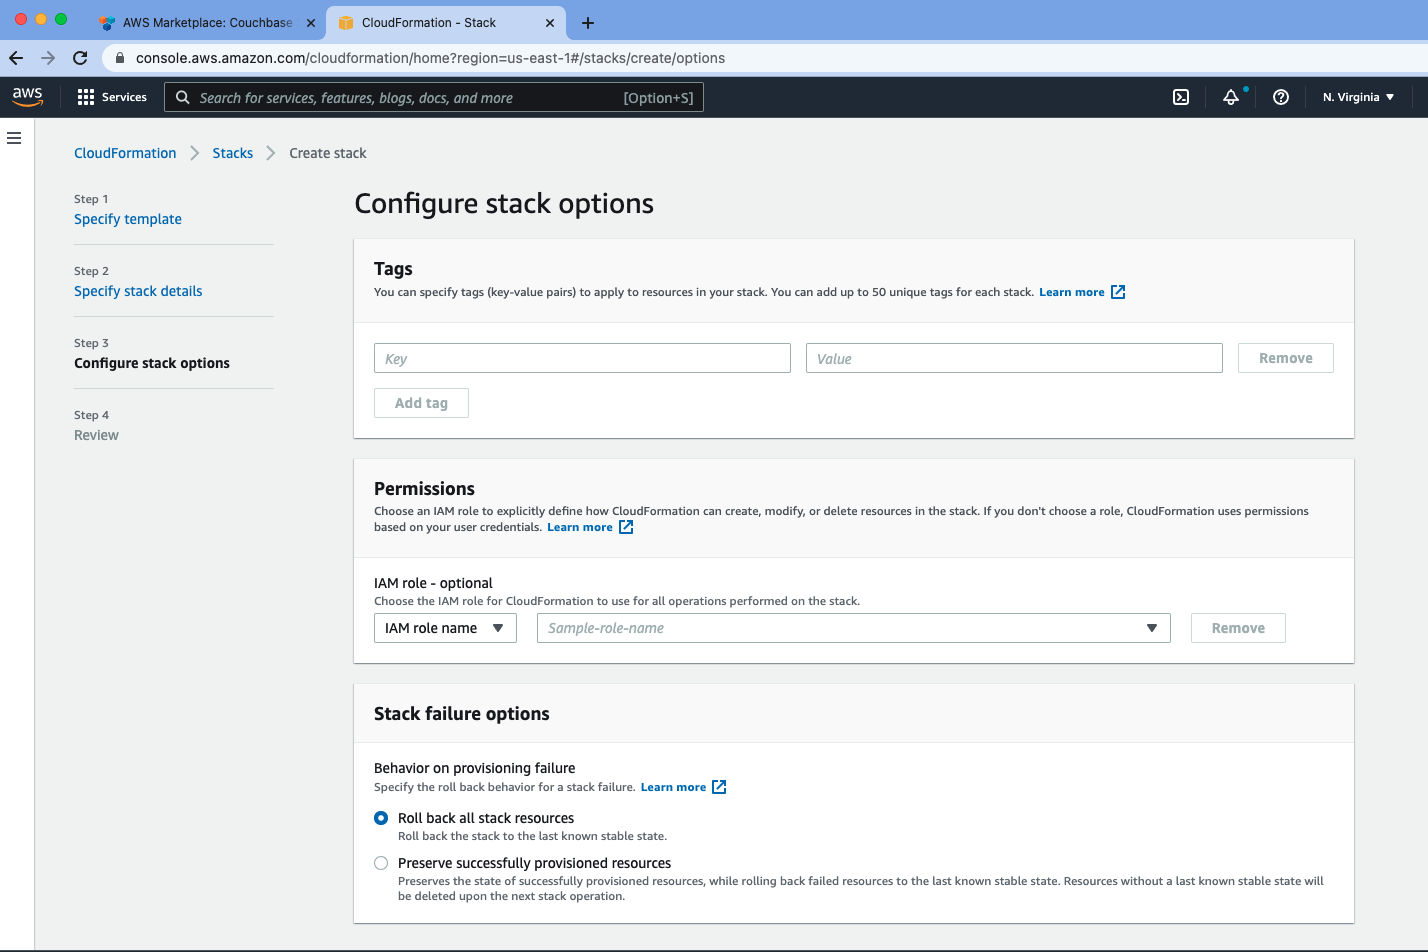 AWS Marketplace: Couchbase
CloudFormation - Stack
console.aws.amazon.com/cloudformation/home?region=us-east-1#/stacks/create/options
aws
Services
Search for services, features, blogs, docs, and more
[Option+S]
N. Virginia
CloudFormation
Stacks
Create stack
Step 1
Specify template
Step 2
Specify stack details
Step 3
Configure stack options
Step 4
Review
Configure stack options
Tags
You can specify tags (key-value pairs) to apply to resources in your stack. You can add up to 50 unique tags for each stack. Learn more
Key
Value
Remove
Add tag
Permissions
Choose an IAM role to explicitly define how CloudFormation can create, modify, or delete resources in the stack. If you don't choose a role, CloudFormation uses permissions
based on your user credentials. Learn more
IAM role - optional
Choose the IAM role for CloudFormation to use for all operations performed on the stack.
IAM role name
Sample-role-name
Remove
Stack failure options
Behavior on provisioning failure
Specify the roll back behavior for a stack failure. Learn more
Roll back all stack resources
Roll back the stack to the last known stable state.
Preserve successfully provisioned resources
Preserves the state of successfully provisioned resources, while rolling back failed resources to the last known stable state. Resources without a last known stable state will
be deleted upon the next stack operation.